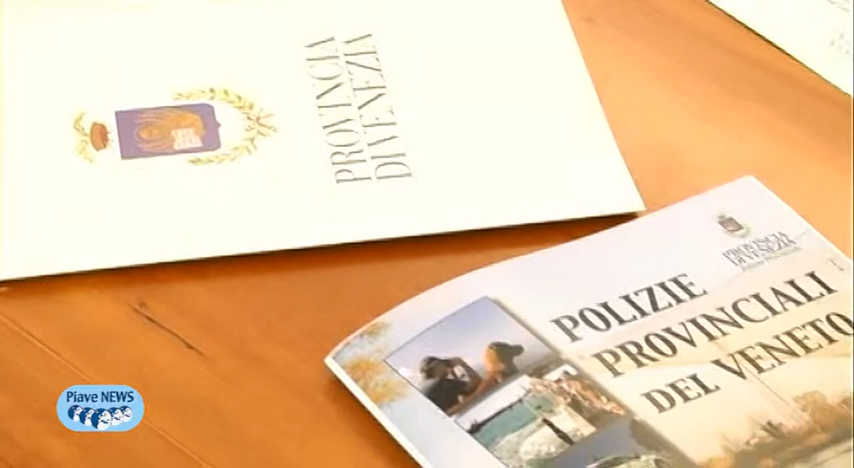 PROVINCIA
DI VENEZIA
PROVINCIA
DI VENEZIA
POLIZIE
PROVINCIALI
DEL VENETO
Piave NEWS